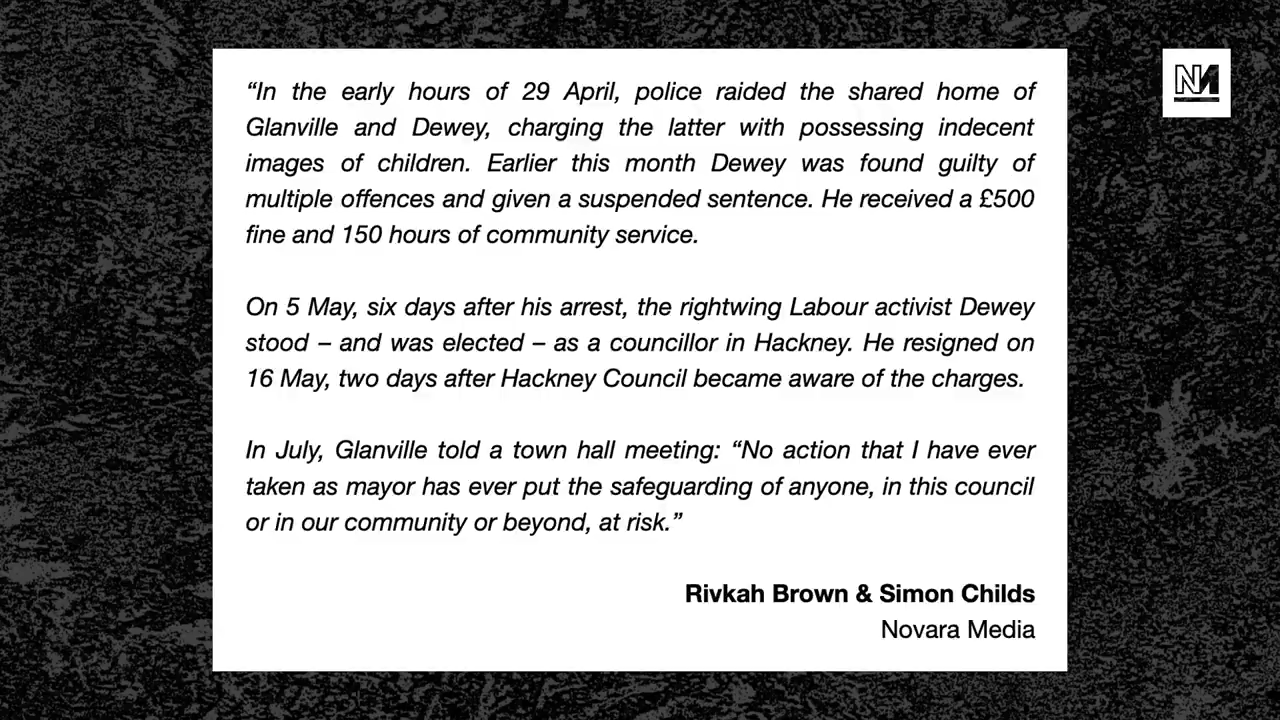 “In the early hours of 29 April, police raided the shared home of
Glanville and Dewey, charging the latter with possessing indecent
images of children. Earlier this month Dewey was found guilty of
multiple offences and given a suspended sentence. He received a £500
fine and 150 hours of community service.
On 5 May, six days after his arrest, the rightwing Labour activist Dewey
stood – and was elected – as a councillor in Hackney. He resigned on
16 May, two days after Hackney Council became aware of the charges.
In July, Glanville told a town hall meeting: “No action that I have ever
taken as mayor has ever put the safeguarding of anyone, in this council
or in our community or beyond, at risk.”
Rivkah Brown & Simon Childs
Novara Media
NM